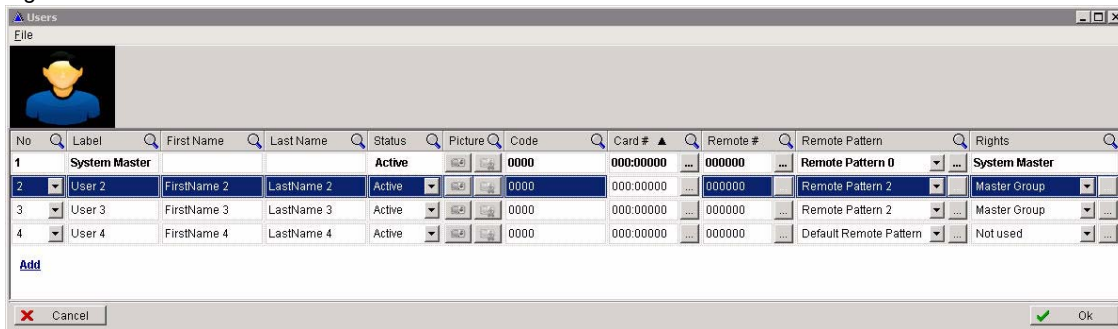 Users
File
No Label First Name Last Name Status Picture Code Card # ▲ Remote # Remote Pattern Rights
1 System Master Active 0000 000:00000 ... 000000 ... Remote Pattern 0 ... System Master
2 User 2 FirstName 2 LastName 2 Active 0000 000:00000 ... 000000 ... Remote Pattern 2 ... Master Group ...
3 User 3 FirstName 3 LastName 3 Active 0000 000:00000 ... 000000 ... Remote Pattern 2 ... Master Group ...
4 User 4 FirstName 4 LastName 4 Active 0000 000:00000 ... 000000 ... Default Remote Pattern ... Not used ...
Add
Cancel Ok